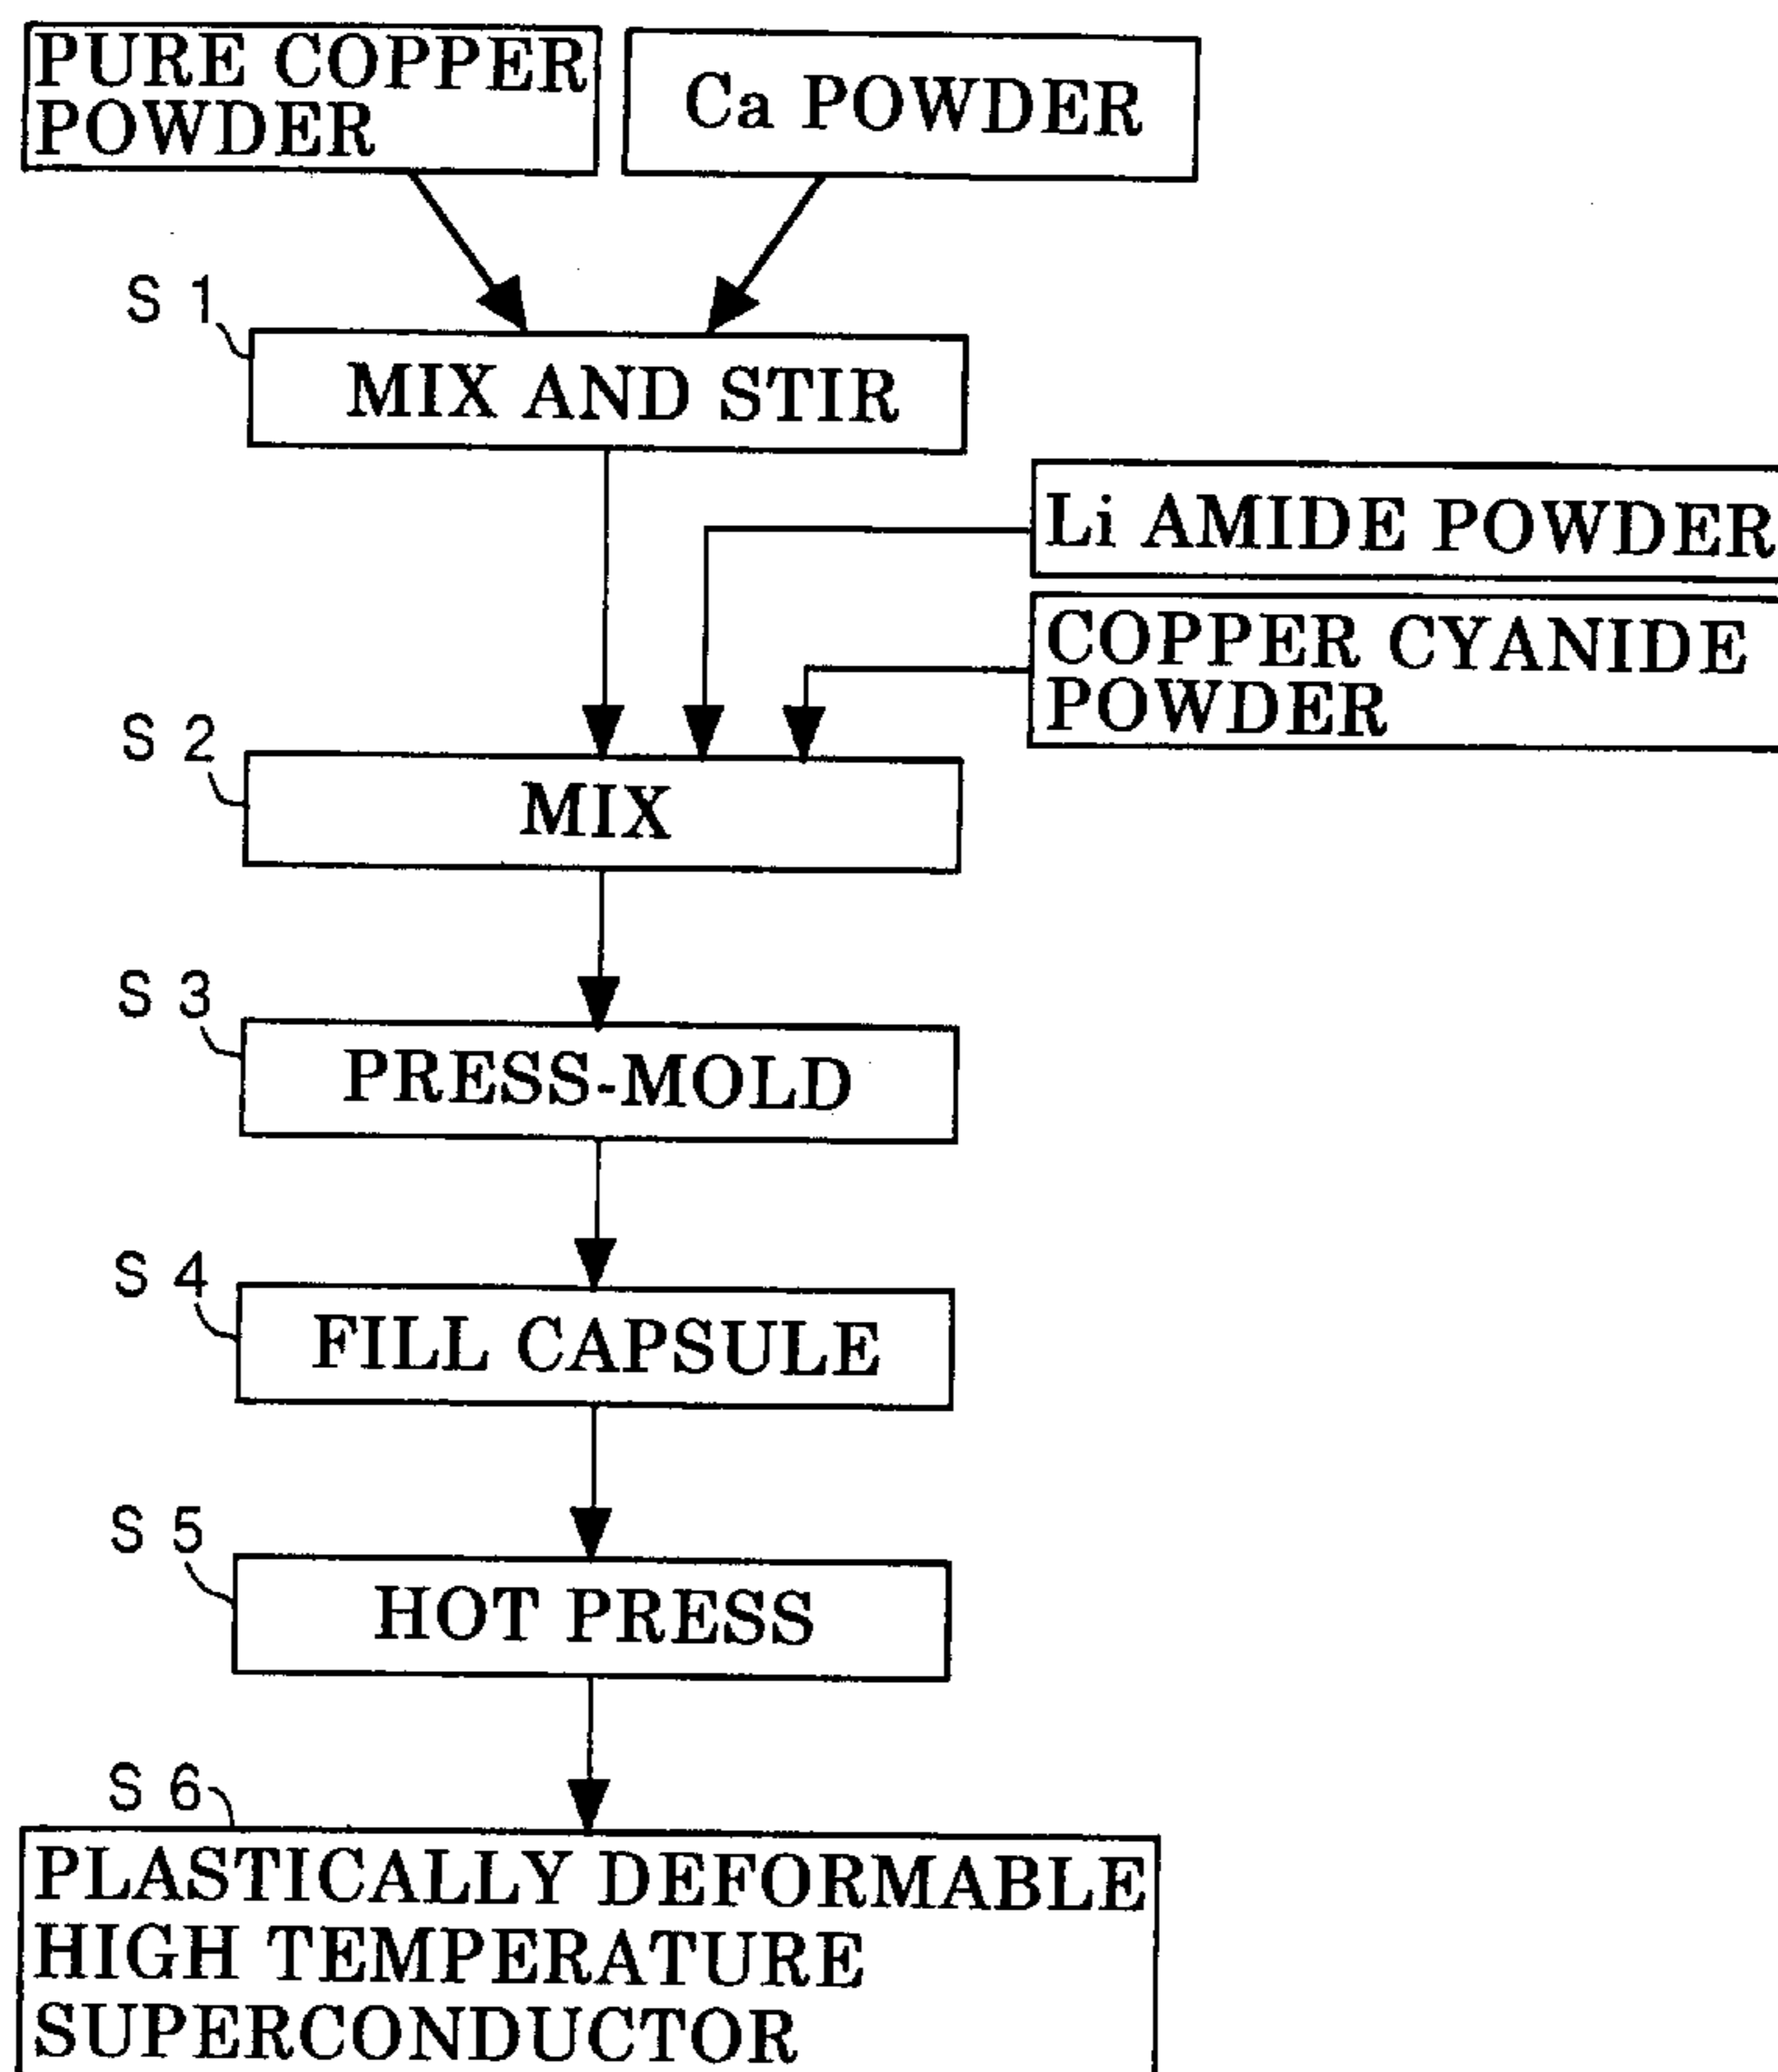 PURE COPPER
POWDER
Ca POWDER
S 1
MIX AND STIR
Li AMIDE POWDER
COPPER CYANIDE
POWDER
S 2
MIX
S 3
PRESS-MOLD
S 4
FILL CAPSULE
S 5
HOT PRESS
S 6
PLASTICALLY DEFORMABLE
HIGH TEMPERATURE
SUPERCONDUCTOR